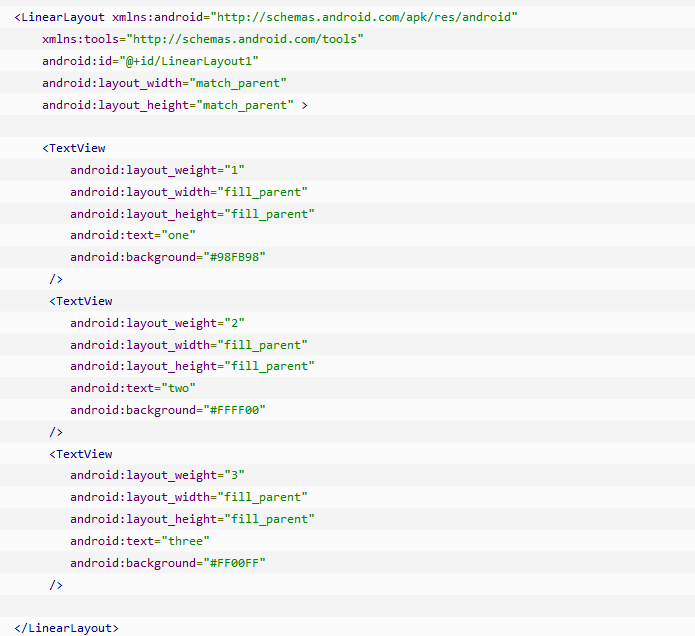 <LinearLayout xmlns:android="http://schemas.android.com/apk/res/android"
    xmlns:tools="http://schemas.android.com/tools"
    android:id="@+id/LinearLayout1"
    android:layout_width="match_parent"
    android:layout_height="match_parent" >

    <TextView
        android:layout_weight="1"
        android:layout_width="fill_parent"
        android:layout_height="fill_parent"
        android:text="one"
        android:background="#98FB98"
     />
     <TextView
        android:layout_weight="2"
        android:layout_width="fill_parent"
        android:layout_height="fill_parent"
        android:text="two"
        android:background="#FFFF00"
     />
     <TextView
        android:layout_weight="3"
        android:layout_width="fill_parent"
        android:layout_height="fill_parent"
        android:text="three"
        android:background="#FF00FF"
     />

</LinearLayout>